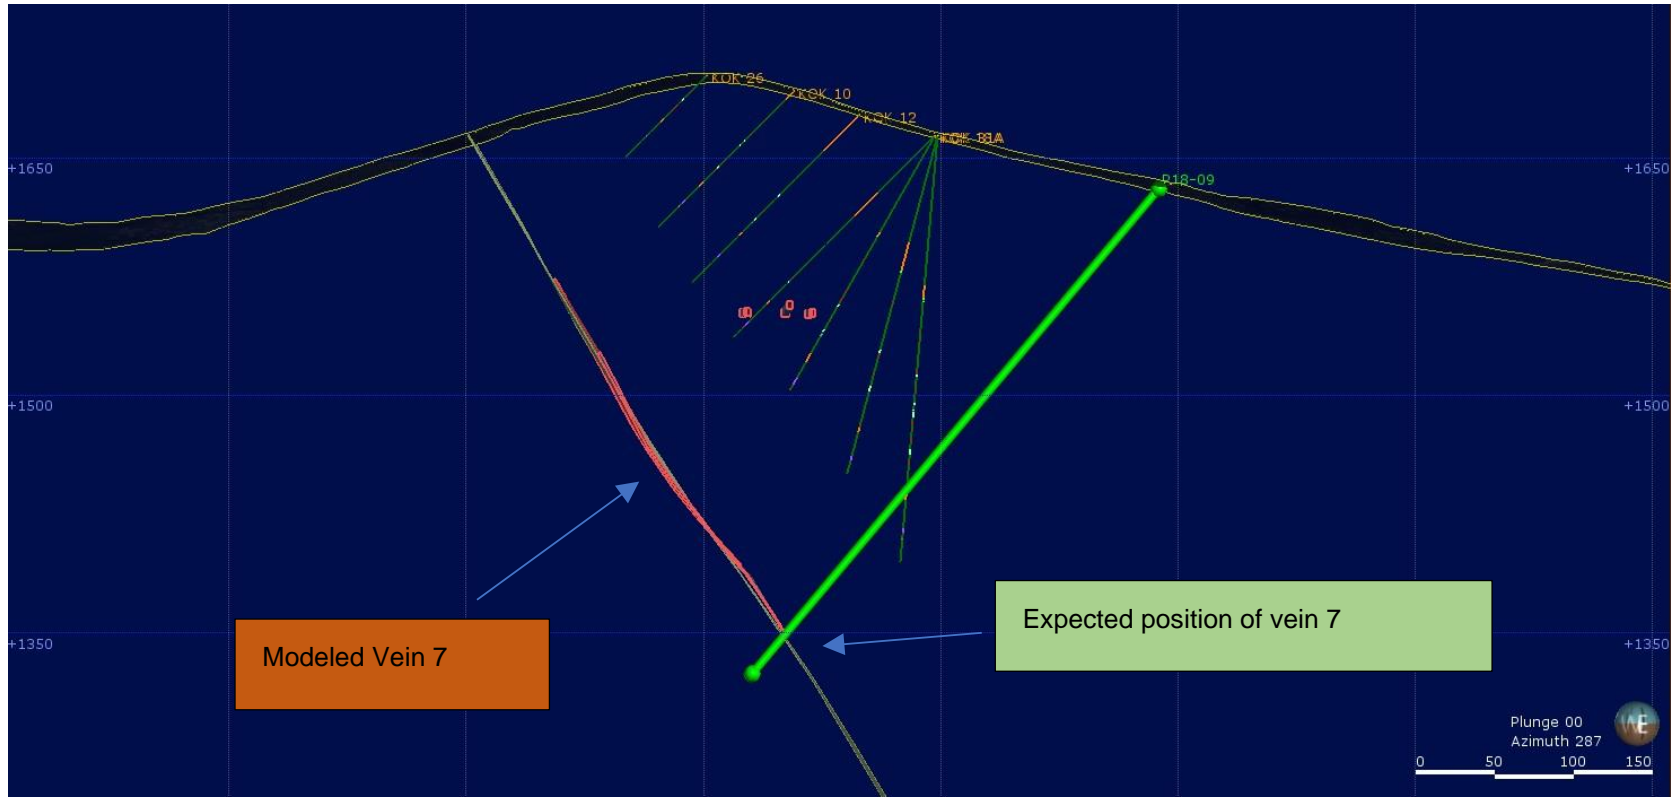 KOK 26
KOK 10
KOK 12
+1650
+1650
R18-09
+1500
+1500
Expected position of vein 7
Modeled Vein 7
+1350
+1350
Plunge 00
Azimuth 287
W E
0 50 100 150